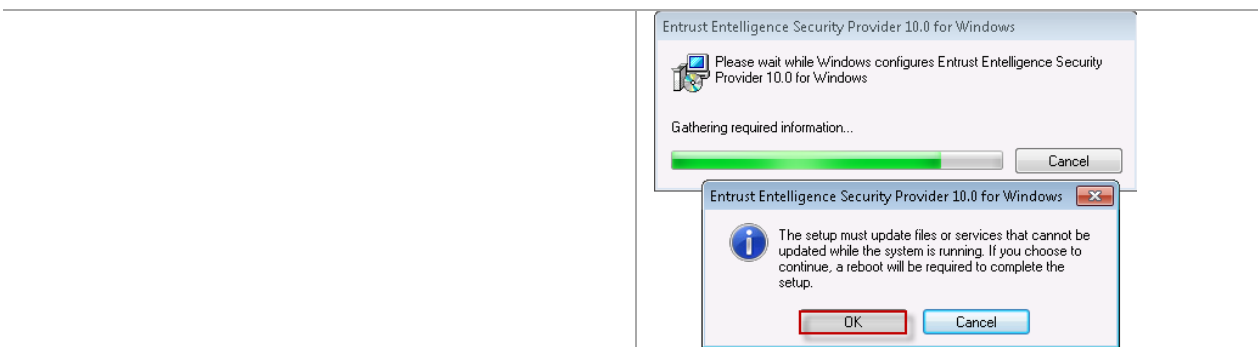 Entrust Entelligence Security Provider 10.0 for Windows
Please wait while Windows configures Entrust Entelligence Security
Provider 10.0 for Windows
Gathering required information...
Cancel
Entrust Entelligence Security Provider 10.0 for Windows
The setup must update files or services that cannot be
updated while the system is running. If you choose to
continue, a reboot will be required to complete the
setup.
OK
Cancel